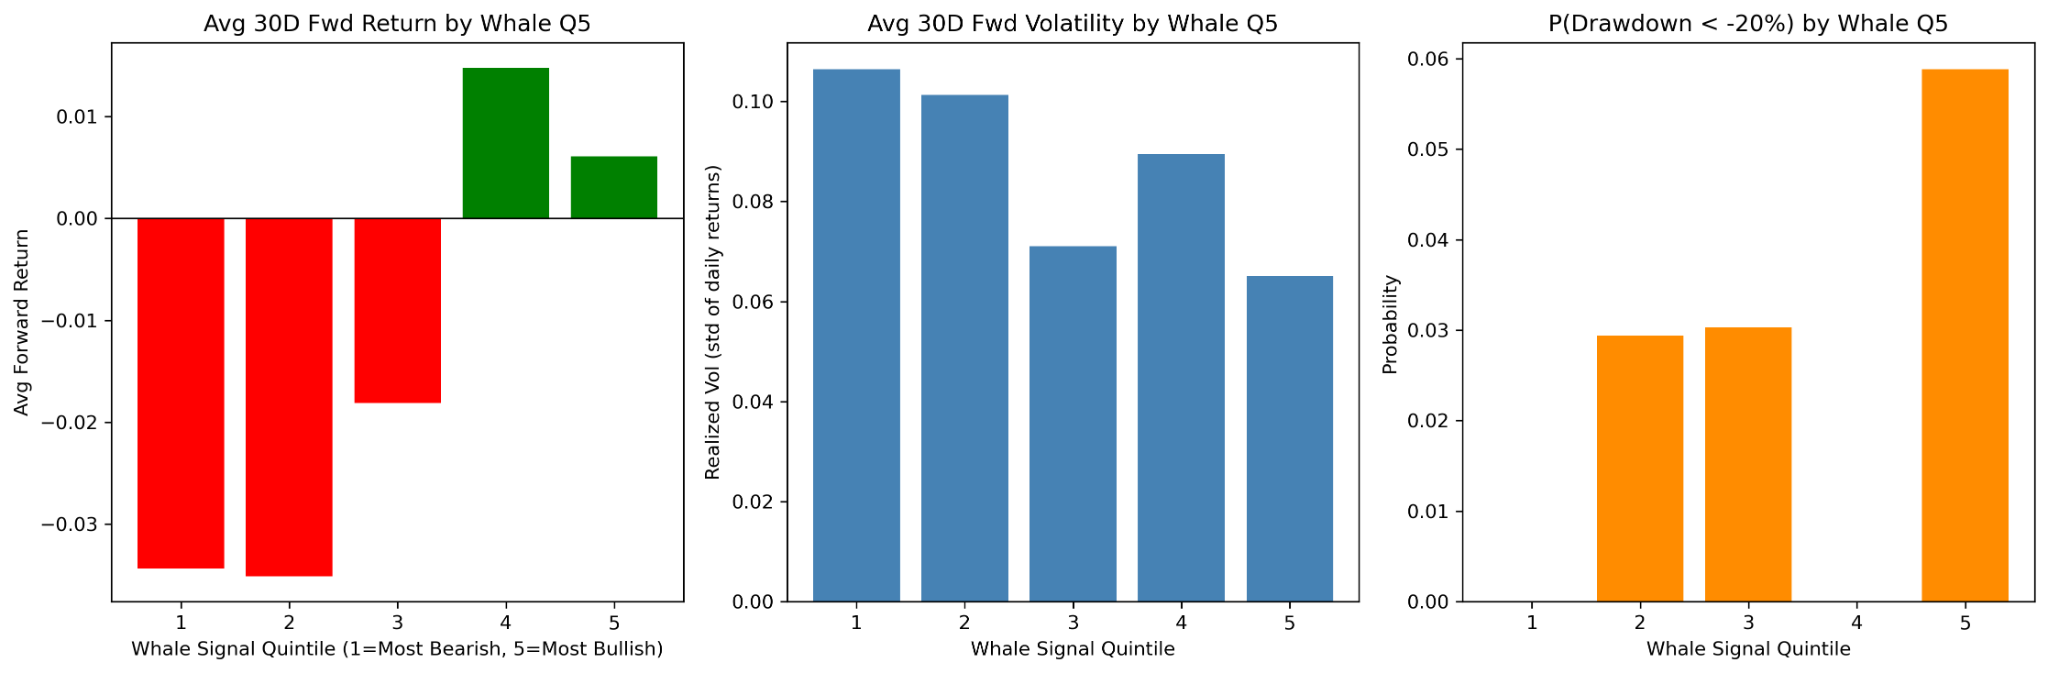 Avg 30D Fwd Return by Whale Q5
Avg Forward Return
0.01
0.00
−0.01
−0.02
−0.03
1 2 3 4 5
Whale Signal Quintile (1=Most Bearish, 5=Most Bullish)
Avg 30D Fwd Volatility by Whale Q5
Realized Vol (std of daily returns)
0.10
0.08
0.06
0.04
0.02
0.00
1 2 3 4 5
Whale Signal Quintile
P(Drawdown < -20%) by Whale Q5
Probability
0.06
0.05
0.04
0.03
0.02
0.01
0.00
1 2 3 4 5
Whale Signal Quintile